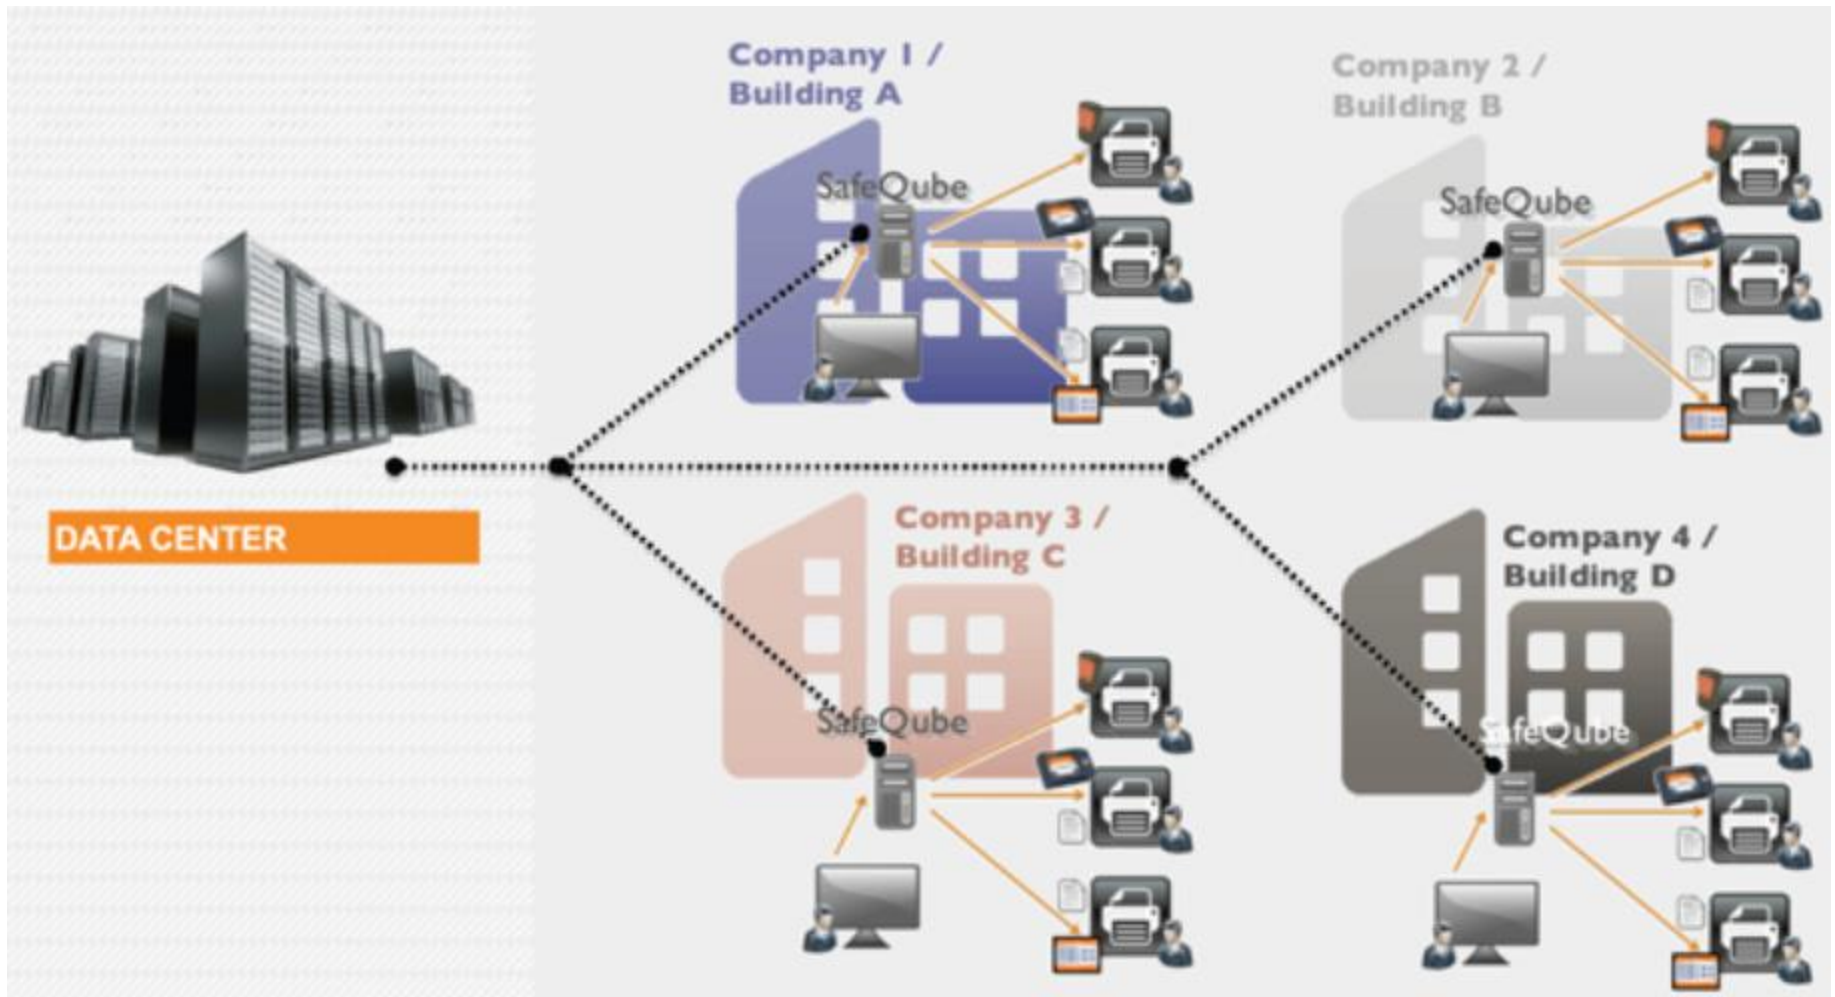 Company 1 /
Building A
SafeQube
Company 2 /
Building B
SafeQube
DATA CENTER
Company 3 /
Building C
SafeQube
Company 4 /
Building D
SafeQube